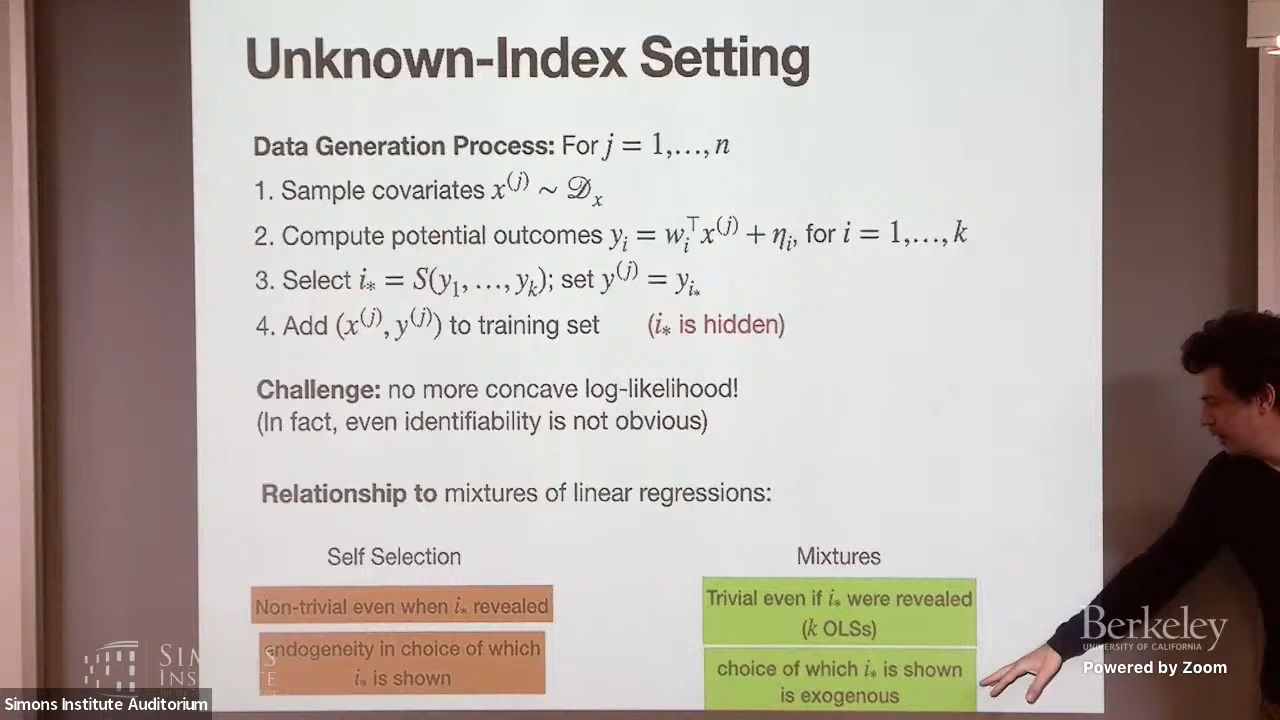 Unknown-Index Setting
Data Generation Process: For j = 1,…,n
1. Sample covariates x^(j) ~ 𝒟_x
2. Compute potential outcomes y_i = w_i^⊤ x^(j) + η_i, for i = 1,…,k
3. Select i_* = S(y_1, …, y_k); set y^(j) = y_{i_*}
4. Add (x^(j), y^(j)) to training set (i_* is hidden)
Challenge: no more concave log-likelihood!
(In fact, even identifiability is not obvious)
Relationship to mixtures of linear regressions:
Self Selection
Non-trivial even when i_* revealed
endogeneity in choice of which
i_* is shown
Mixtures
Trivial even if i_* were revealed
(k OLSs)
choice of which i_* is shown
is exogenous
Berkeley
UNIVERSITY OF CALIFORNIA
Powered by Zoom
Simons Institute Auditorium